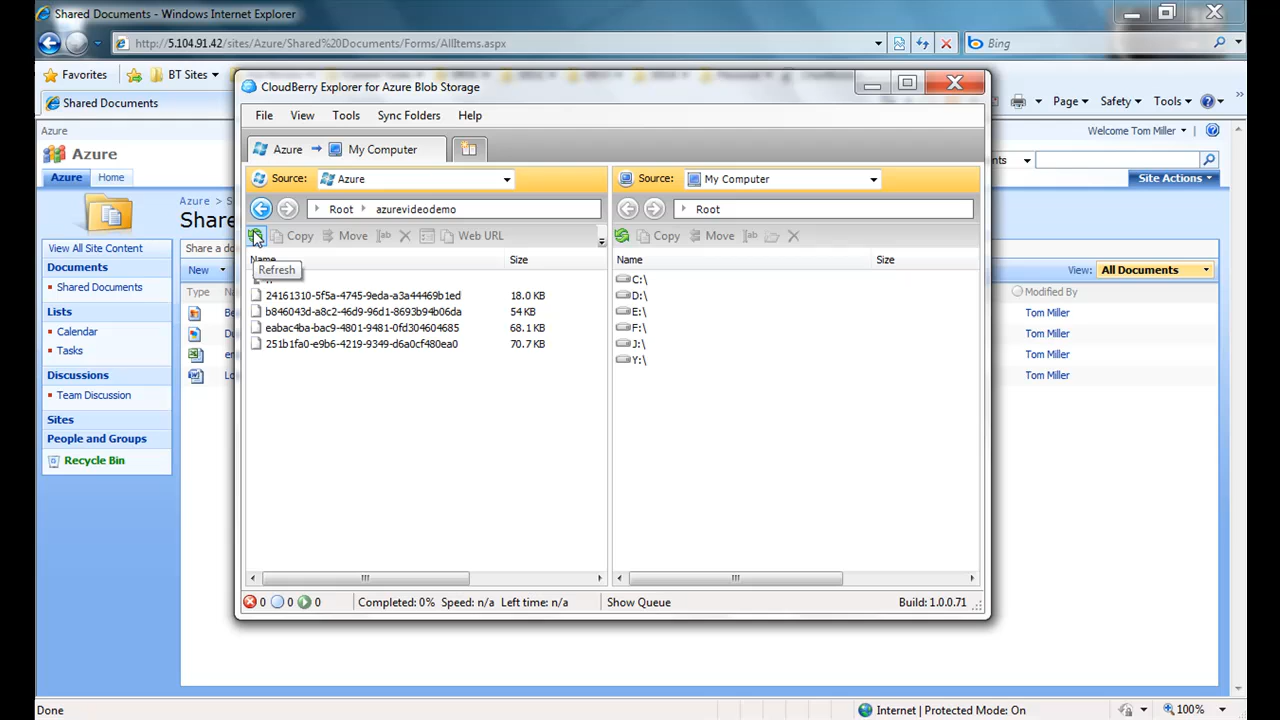 Shared Documents - Windows Internet Explorer
http://5.104.91.42/sites/Azure/Shared%20Documents/Forms/AllItems.aspx
Bing
Favorites
BT Sites
Shared Documents
Page
Safety
Tools
Azure
Welcome Tom Miller
Azure
Azure
Home
Site Actions
Azure >
View All Site Content
Documents
Shared Documents
Lists
Calendar
Tasks
Discussions
Team Discussion
Sites
People and Groups
Recycle Bin
New
View: All Documents
Type
Modified By
Tom Miller
Tom Miller
Tom Miller
Tom Miller
CloudBerry Explorer for Azure Blob Storage
File View Tools Sync Folders Help
Azure
My Computer
Source: Azure
Source: My Computer
Root azurevideodemo
Root
Copy Move Web URL
Copy Move
Size
Name Size
Refresh
24161310-5f5a-4745-9eda-a3a44469b1ed 18.0 KB
b846043d-a8c2-46d9-96d1-8693b94b06da 54 KB
eabac4ba-bac9-4801-9481-0fd304604685 68.1 KB
251b1fa0-e9b6-4219-9349-d6a0cf480ea0 70.7 KB
C:\
D:\
E:\
F:\
J:\
Y:\
0 0 0
Completed: 0% Speed: n/a Left time: n/a
Show Queue
Build: 1.0.0.71
Done
Internet | Protected Mode: On
100%